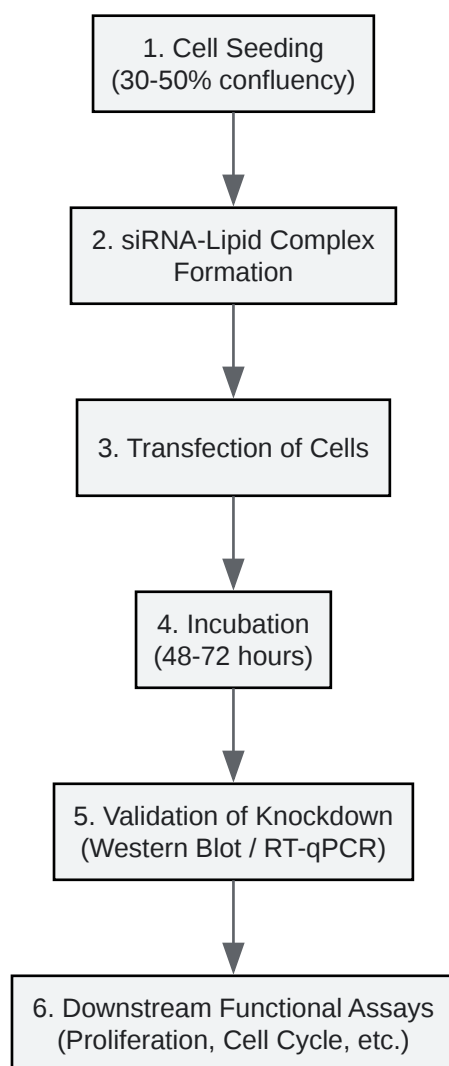 1. Cell Seeding
(30-50% confluency)
2. siRNA-Lipid Complex
Formation
3. Transfection of Cells
4. Incubation
(48-72 hours)
5. Validation of Knockdown
(Western Blot / RT-qPCR)
6. Downstream Functional Assays
(Proliferation, Cell Cycle, etc.)